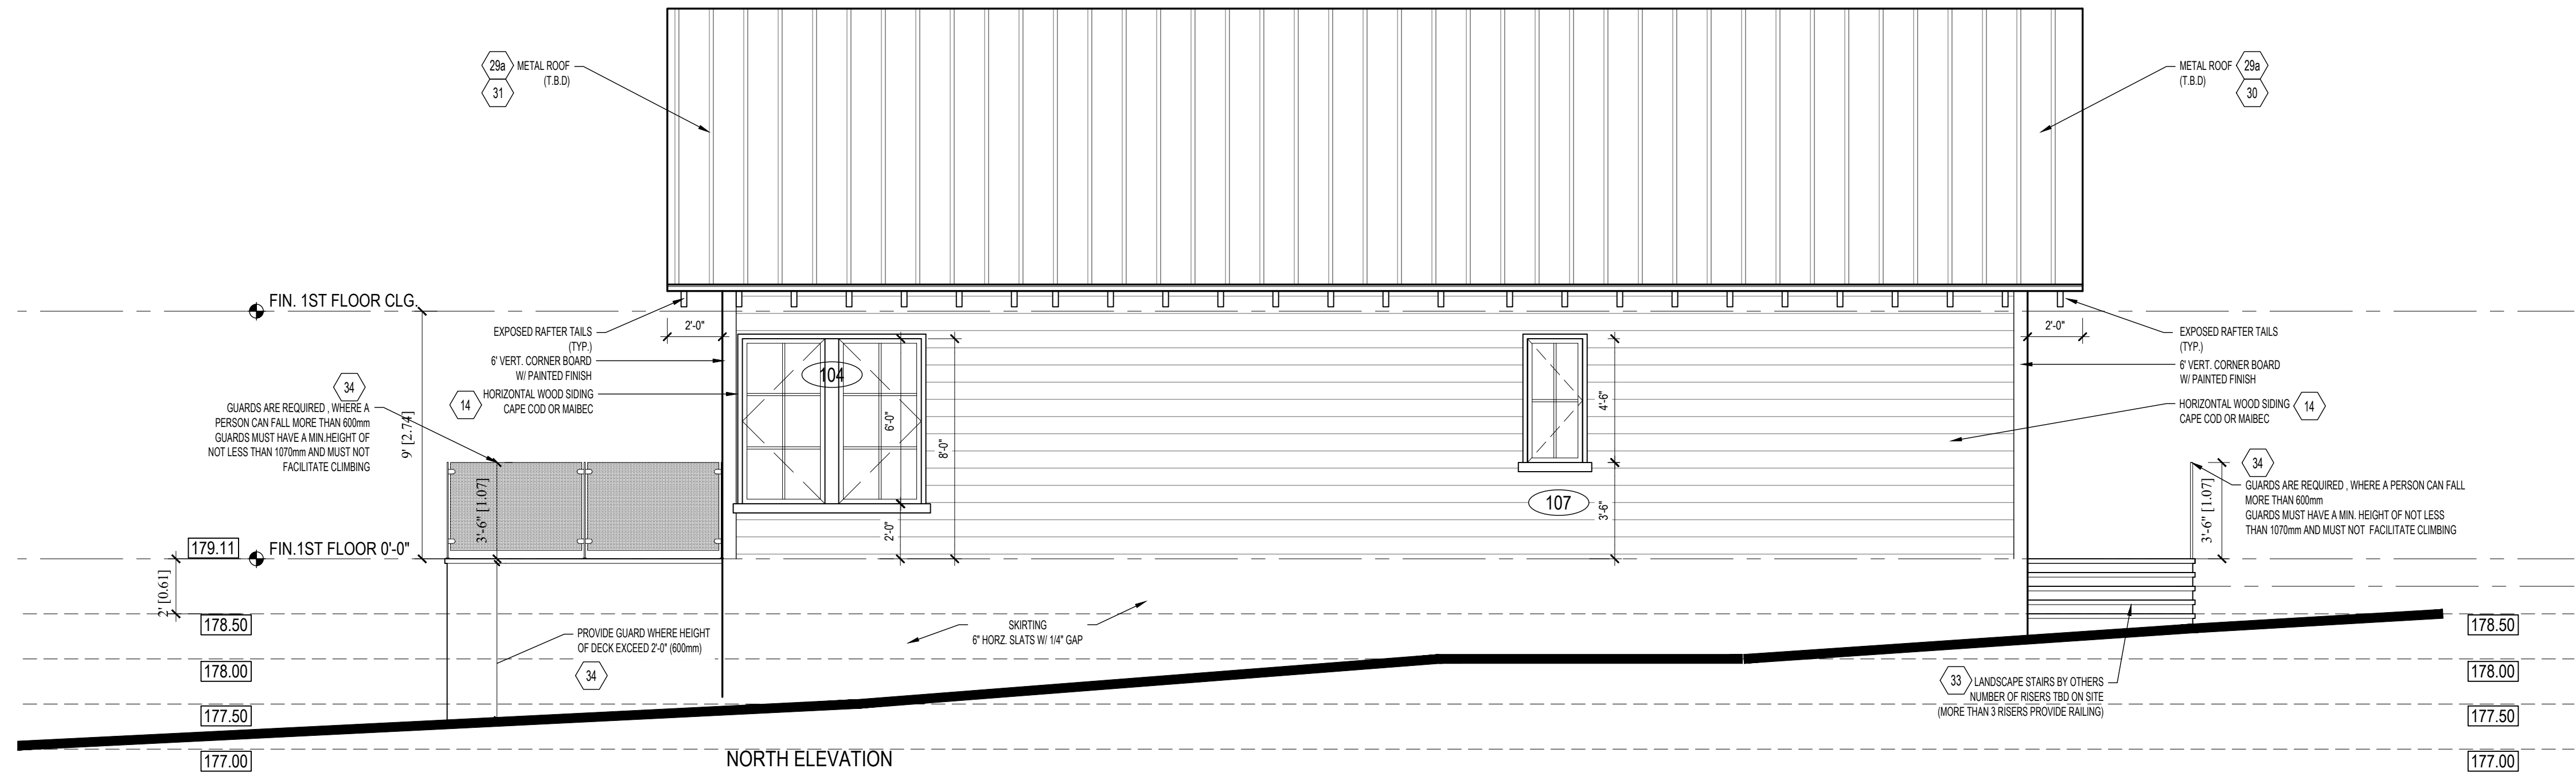 29a
METAL ROOF
(T.B.D)
31
METAL ROOF
(T.B.D)
29a
30
FIN. 1ST FLOOR CLG.
EXPOSED RAFTER TAILS
(TYP.)
6' VERT. CORNER BOARD
W/ PAINTED FINISH
14
HORIZONTAL WOOD SIDING
CAPE COD OR MAIBEC
34
GUARDS ARE REQUIRED , WHERE A
PERSON CAN FALL MORE THAN 600mm
GUARDS MUST HAVE A MIN.HEIGHT OF
NOT LESS THAN 1070mm AND MUST NOT
FACILITATE CLIMBING
9' [2.74]
2'-0"
104
6'-0"
8'-0"
2'-0"
3'-6" [1.07]
4'-6"
107
3'-6"
2'-0"
EXPOSED RAFTER TAILS
(TYP.)
6' VERT. CORNER BOARD
W/ PAINTED FINISH
HORIZONTAL WOOD SIDING
CAPE COD OR MAIBEC
14
34
GUARDS ARE REQUIRED , WHERE A PERSON CAN FALL
MORE THAN 600mm
GUARDS MUST HAVE A MIN. HEIGHT OF NOT LESS
THAN 1070mm AND MUST NOT FACILITATE CLIMBING
3'-6" [1.07]
179.11
FIN.1ST FLOOR 0'-0"
2' [0.61]
178.50
178.00
177.50
177.00
PROVIDE GUARD WHERE HEIGHT
OF DECK EXCEED 2'-0" (600mm)
34
SKIRTING
6" HORZ. SLATS W/ 1/4" GAP
33
LANDSCAPE STAIRS BY OTHERS
NUMBER OF RISERS TBD ON SITE
(MORE THAN 3 RISERS PROVIDE RAILING)
178.50
178.00
177.50
177.00
NORTH ELEVATION